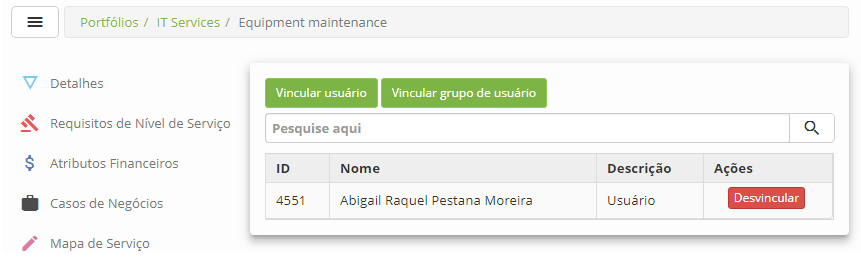 Portfólios / IT Services / Equipment maintenance
Detalhes
Requisitos de Nível de Serviço
Atributos Financeiros
Casos de Negócios
Mapa de Serviço
Vincular usuário Vincular grupo de usuário
Pesquise aqui
ID Nome Descrição Ações
4551 Abigail Raquel Pestana Moreira Usuário Desvincular